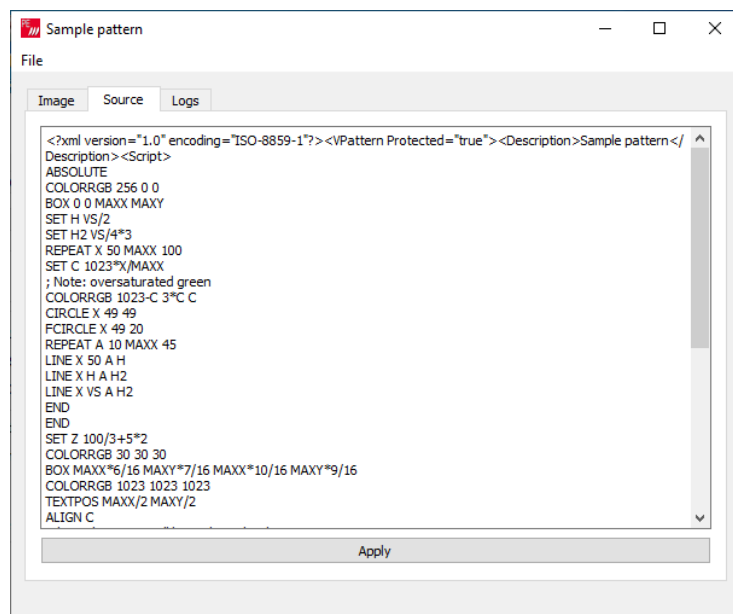 PE
Sample pattern
File
Image Source Logs
<?xml version="1.0" encoding="ISO-8859-1"?><VPattern Protected="true"><Description>Sample pattern</
Description><Script>
ABSOLUTE
COLORRGB 256 0 0
BOX 0 0 MAXX MAXY
SET H VS/2
SET H2 VS/4*3
REPEAT X 50 MAXX 100
SET C 1023*X/MAXX
; Note: oversaturated green
COLORRGB 1023-C 3*C C
CIRCLE X 49 49
FCIRCLE X 49 20
REPEAT A 10 MAXX 45
LINE X 50 A H
LINE X H A H2
LINE X VS A H2
END
END
SET Z 100/3+5*2
COLORRGB 30 30 30
BOX MAXX*6/16 MAXY*7/16 MAXX*10/16 MAXY*9/16
COLORRGB 1023 1023 1023
TEXTPOS MAXX/2 MAXY/2
ALIGN C
Apply